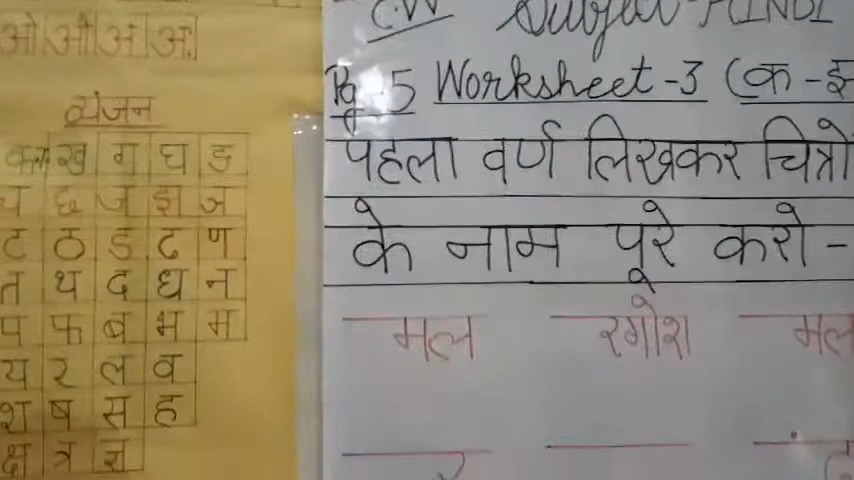 ओ औ अं अः
व्यंजन
क ख ग घ ङ
च छ ज झ ञ
ट ठ ड ढ ण
त थ द ध न
प फ ब भ म
य र ल व
श ष स ह
क्ष त्र ज्ञ
C.W Subject-HINDI
Pg-5 Worksheet-3 (क-ङ
पहला वर्ण लिखकर चित्रों
के नाम पूरे करो-
मल रगोश मल